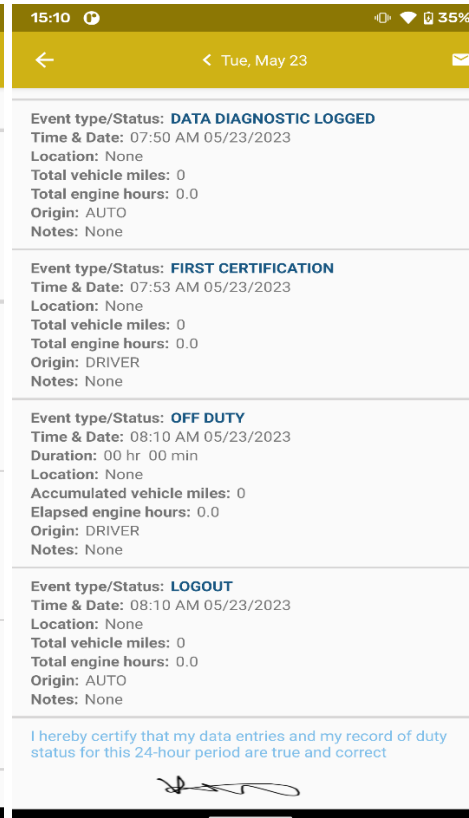 15:10 35%
Tue, May 23
Event type/Status: DATA DIAGNOSTIC LOGGED
Time & Date: 07:50 AM 05/23/2023
Location: None
Total vehicle miles: 0
Total engine hours: 0.0
Origin: AUTO
Notes: None
Event type/Status: FIRST CERTIFICATION
Time & Date: 07:53 AM 05/23/2023
Location: None
Total vehicle miles: 0
Total engine hours: 0.0
Origin: DRIVER
Notes: None
Event type/Status: OFF DUTY
Time & Date: 08:10 AM 05/23/2023
Duration: 00 hr 00 min
Location: None
Accumulated vehicle miles: 0
Elapsed engine hours: 0.0
Origin: DRIVER
Notes: None
Event type/Status: LOGOUT
Time & Date: 08:10 AM 05/23/2023
Location: None
Total vehicle miles: 0
Total engine hours: 0.0
Origin: AUTO
Notes: None
I hereby certify that my data entries and my record of duty
status for this 24-hour period are true and correct